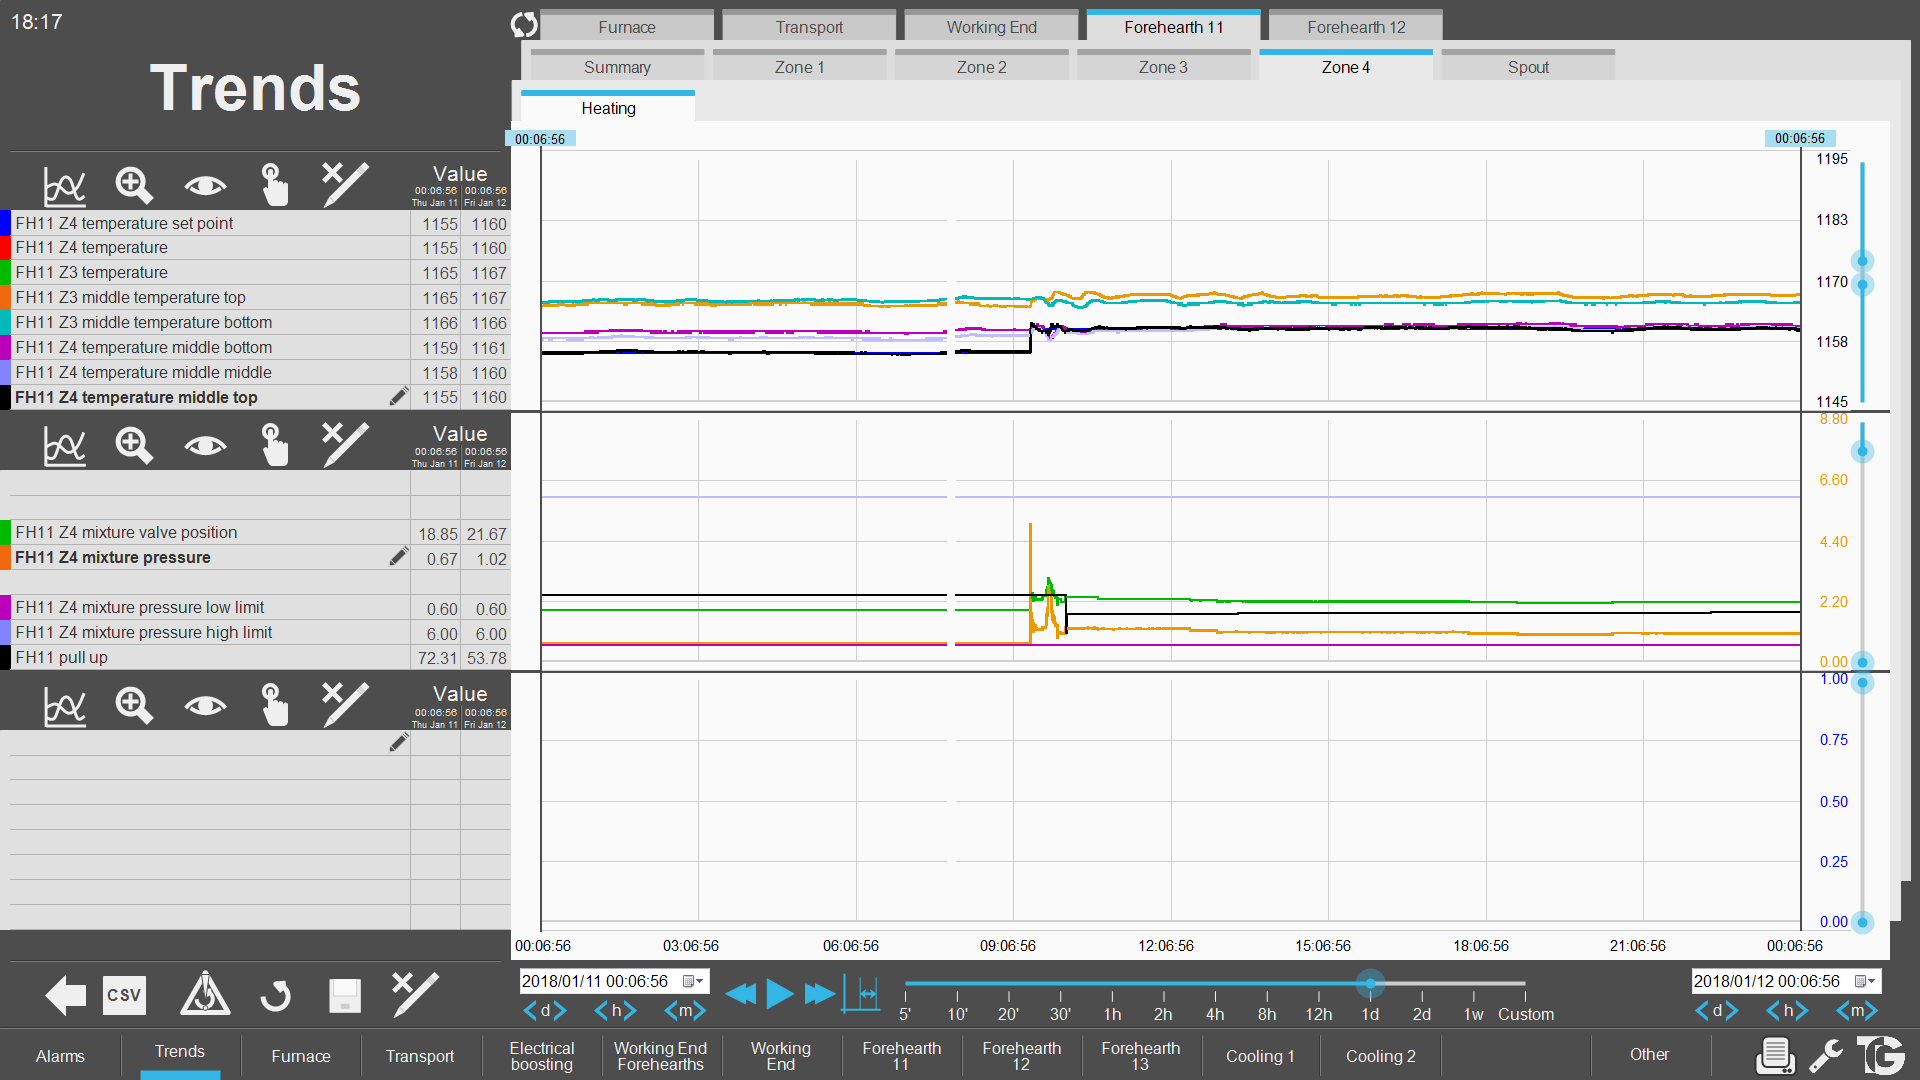 18:17
Trends
Furnace
Transport
Working End
Forehearth 11
Forehearth 12
Summary
Zone 1
Zone 2
Zone 3
Zone 4
Spout
Heating
00:06:56
00:06:56
Value
00:06:56 00:06:56
Thu Jan 11 Fri Jan 12
FH11 Z4 temperature set point 1155 1160
FH11 Z4 temperature 1155 1160
FH11 Z3 temperature 1165 1167
FH11 Z3 middle temperature top 1165 1167
FH11 Z3 middle temperature bottom 1166 1166
FH11 Z4 temperature middle bottom 1159 1161
FH11 Z4 temperature middle middle 1158 1160
FH11 Z4 temperature middle top 1155 1160
1195
1183
1170
1158
1145
Value
00:06:56 00:06:56
Thu Jan 11 Fri Jan 12
FH11 Z4 mixture valve position 18.85 21.67
FH11 Z4 mixture pressure 0.67 1.02
FH11 Z4 mixture pressure low limit 0.60 0.60
FH11 Z4 mixture pressure high limit 6.00 6.00
FH11 pull up 72.31 53.78
8.80
6.60
4.40
2.20
0.00
Value
00:06:56 00:06:56
Thu Jan 11 Fri Jan 12
1.00
0.75
0.50
0.25
0.00
00:06:56 03:06:56 06:06:56 09:06:56 12:06:56 15:06:56 18:06:56 21:06:56 00:06:56
CSV
2018/01/11 00:06:56
d h m
5' 10' 20' 30' 1h 2h 4h 8h 12h 1d 2d 1w Custom
2018/01/12 00:06:56
d h m
Alarms
Trends
Furnace
Transport
Electrical
boosting
Working End
Forehearths
Working
End
Forehearth
11
Forehearth
12
Forehearth
13
Cooling 1
Cooling 2
Other
TG